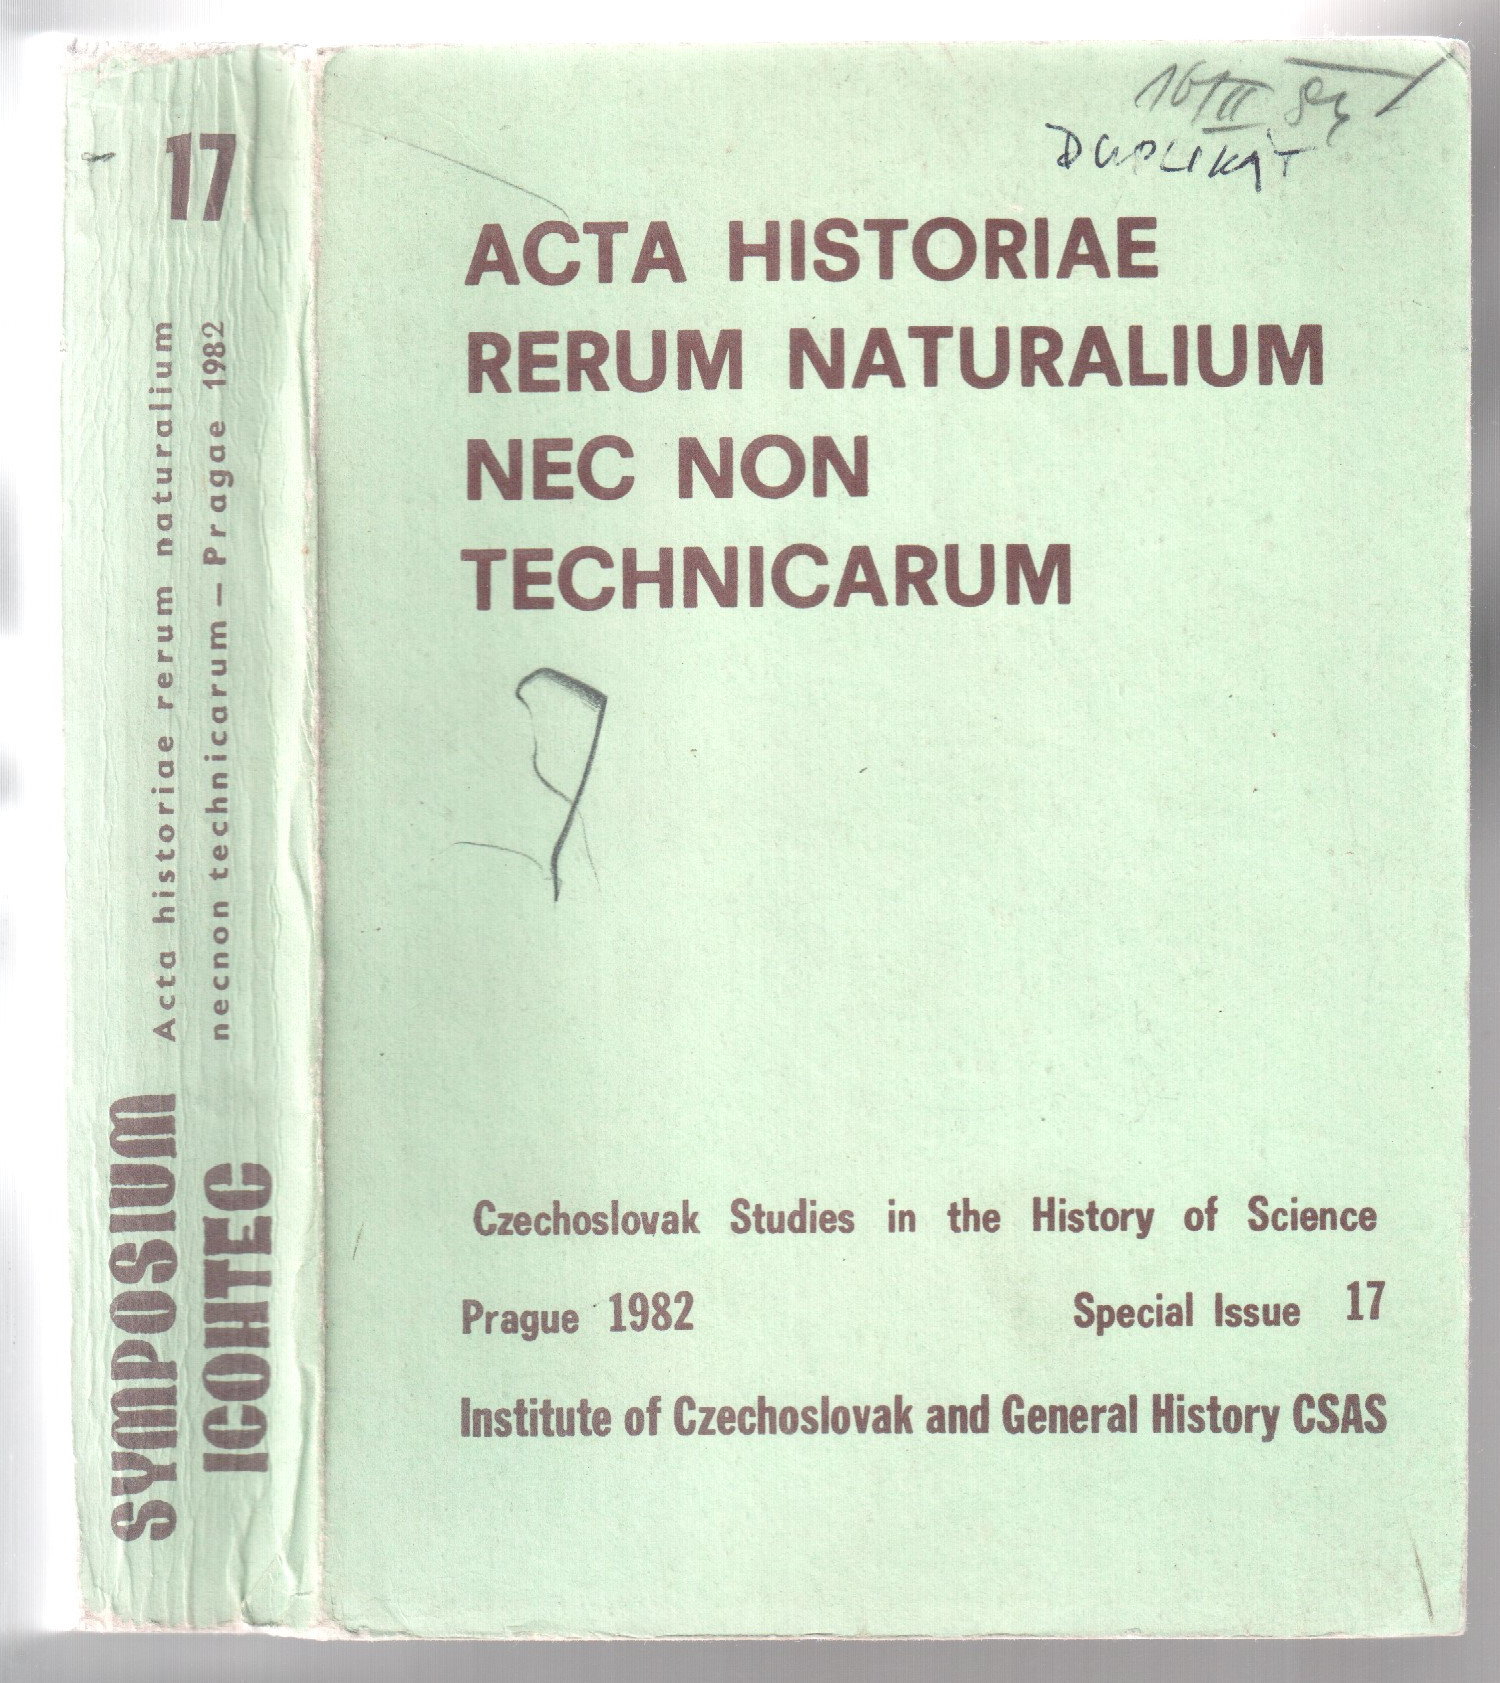 17
Acta historiae rerum naturalium
necnon technicarum — Pragae 1982
SYMPOSIUM
ICOHTEC
DUPLIKÁT
ACTA HISTORIAE
RERUM NATURALIUM
NEC NON
TECHNICARUM
Czechoslovak Studies in the History of Science
Prague 1982 Special Issue 17
Institute of Czechoslovak and General History CSAS